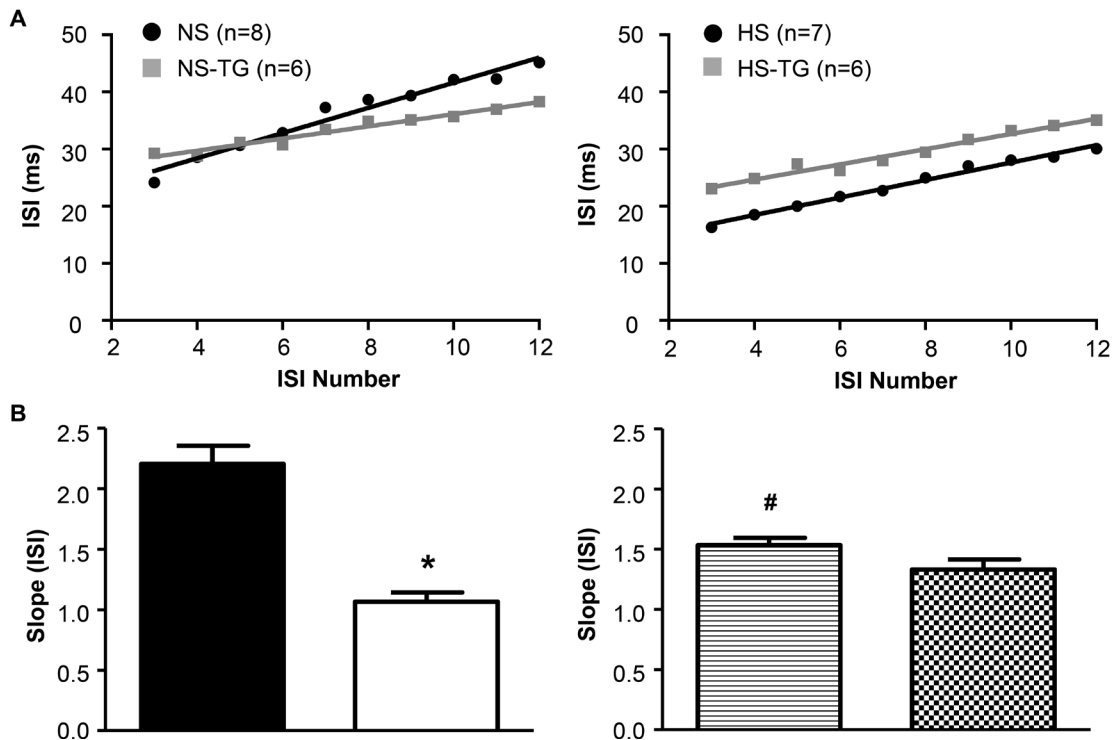 A
NS (n=8)
NS-TG (n=6)
50
40
30
20
10
0
ISI (ms)
2 4 6 8 10 12
ISI Number
HS (n=7)
HS-TG (n=6)
50
40
30
20
10
0
ISI (ms)
2 4 6 8 10 12
ISI Number
B
2.5
2.0
1.5
1.0
0.5
0.0
Slope (ISI)
*
2.5
2.0
1.5
1.0
0.5
0.0
Slope (ISI)
#